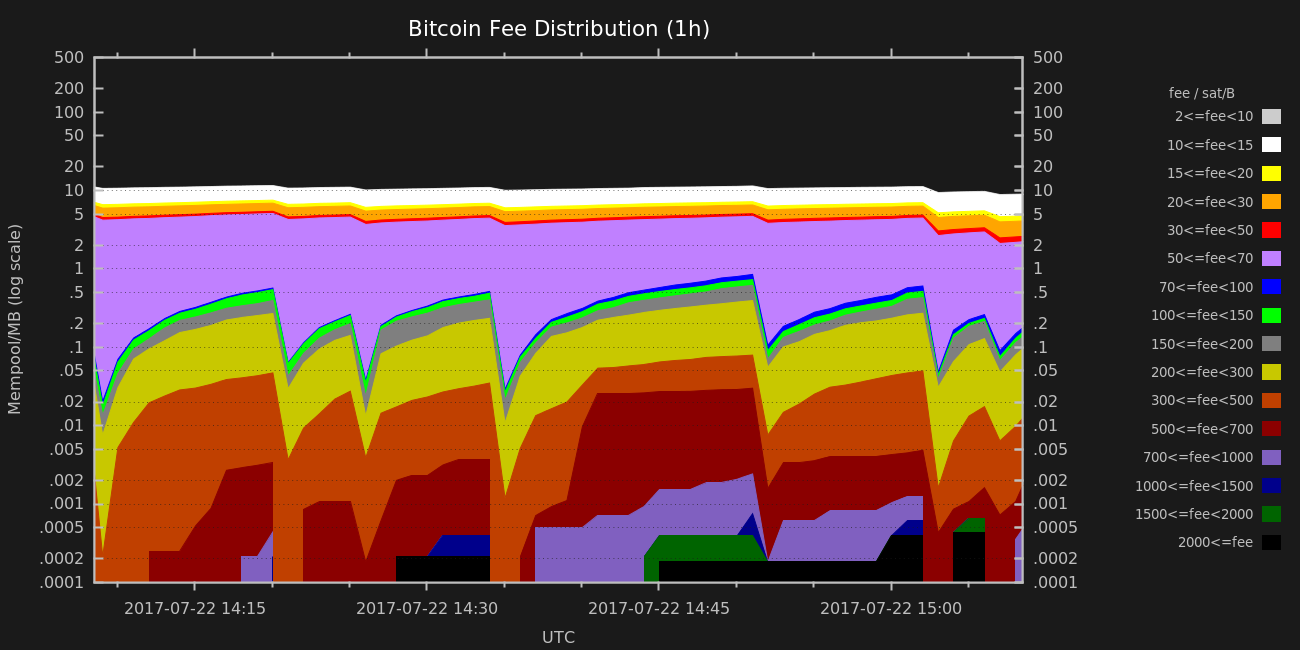 Bitcoin Fee Distribution (1h)
500 500
200 200
100 100
50 50
20 20
10 10
5 5
2 2
1 1
.5 .5
.2 .2
.1 .1
.05 .05
.02 .02
.01 .01
.005 .005
.002 .002
.001 .001
.0005 .0005
.0002 .0002
.0001 .0001
Mempool/MB (log scale)
2017-07-22 14:15 2017-07-22 14:30 2017-07-22 14:45 2017-07-22 15:00
UTC
fee / sat/B
2<=fee<10
10<=fee<15
15<=fee<20
20<=fee<30
30<=fee<50
50<=fee<70
70<=fee<100
100<=fee<150
150<=fee<200
200<=fee<300
300<=fee<500
500<=fee<700
700<=fee<1000
1000<=fee<1500
1500<=fee<2000
2000<=fee